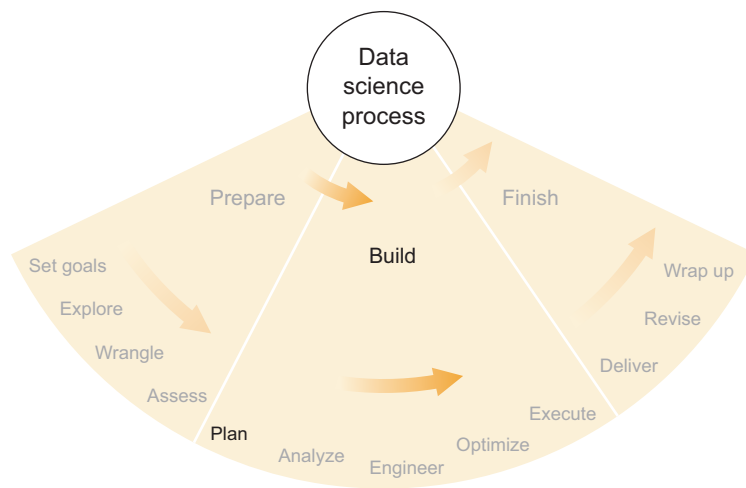 Data
science
process
Prepare
Finish
Build
Set goals
Explore
Wrangle
Assess
Plan
Analyze
Engineer
Optimize
Execute
Deliver
Revise
Wrap up